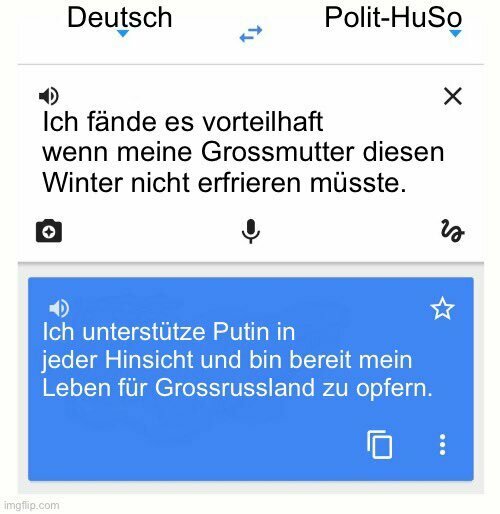 Deutsch Polit-HuSo
Ich fände es vorteilhaft
wenn meine Grossmutter diesen
Winter nicht erfrieren müsste.
Ich unterstütze Putin in
jeder Hinsicht und bin bereit mein
Leben für Grossrussland zu opfern.
imgflip.com